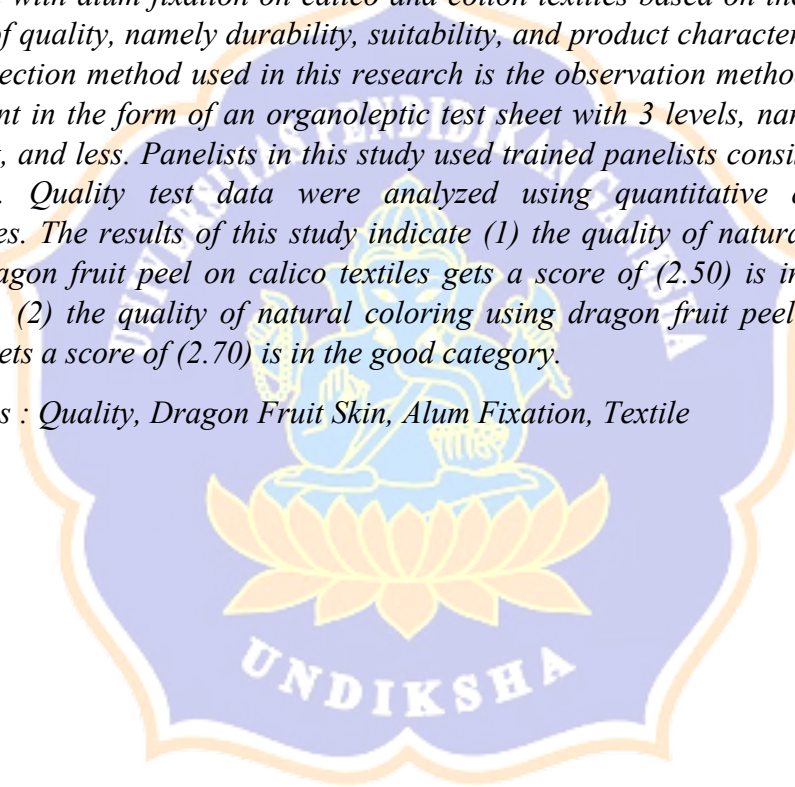 with alum fixation on calico and cotton textiles based on the
of quality, namely durability, suitability, and product character
ection method used in this research is the observation metho
nt in the form of an organoleptic test sheet with 3 levels, nan
, and less. Panelists in this study used trained panelists consi
. Quality test data were analyzed using quantitative
es. The results of this study indicate (1) the quality of natura
agon fruit peel on calico textiles gets a score of (2.50) is in
(2) the quality of natural coloring using dragon fruit peel
ets a score of (2.70) is in the good category.
s : Quality, Dragon Fruit Skin, Alum Fixation, Textile
UNIVERSITAS PENDIDIKAN GANESHA
UNDIKSHA